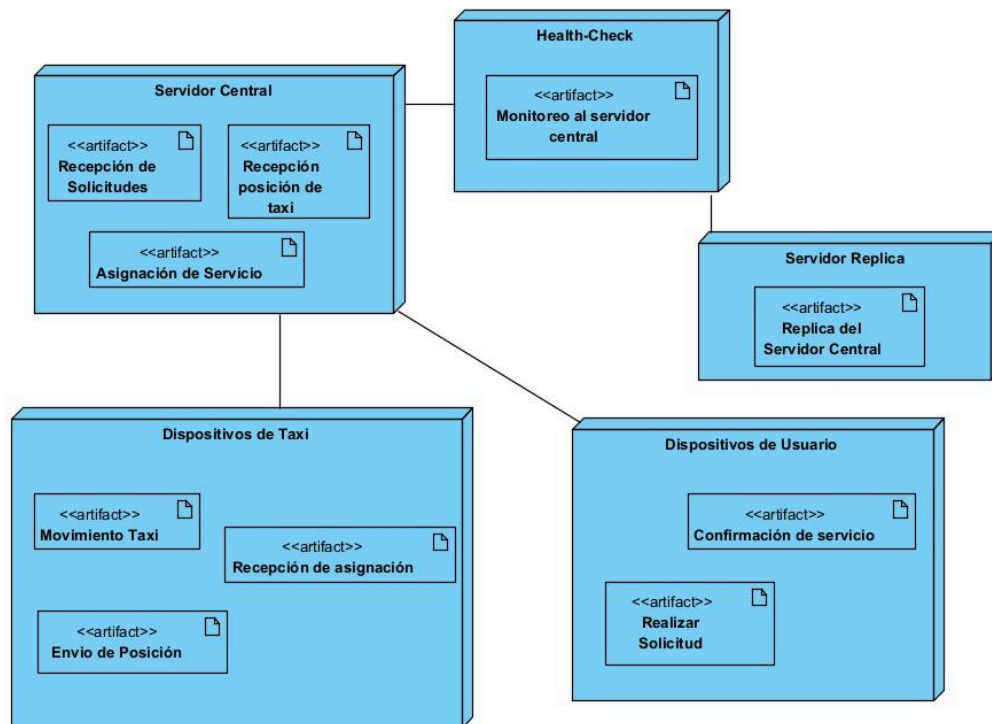 Health-Check
<<artifact>>
Monitoreo al servidor
central
Servidor Central
<<artifact>>
Recepción de
Solicitudes
<<artifact>>
Recepción
posición de
taxi
<<artifact>>
Asignación de Servicio
Servidor Replica
<<artifact>>
Replica del
Servidor Central
Dispositivos de Taxi
<<artifact>>
Movimiento Taxi
<<artifact>>
Recepción de asignación
<<artifact>>
Envio de Posición
Dispositivos de Usuario
<<artifact>>
Confirmación de servicio
<<artifact>>
Realizar
Solicitud